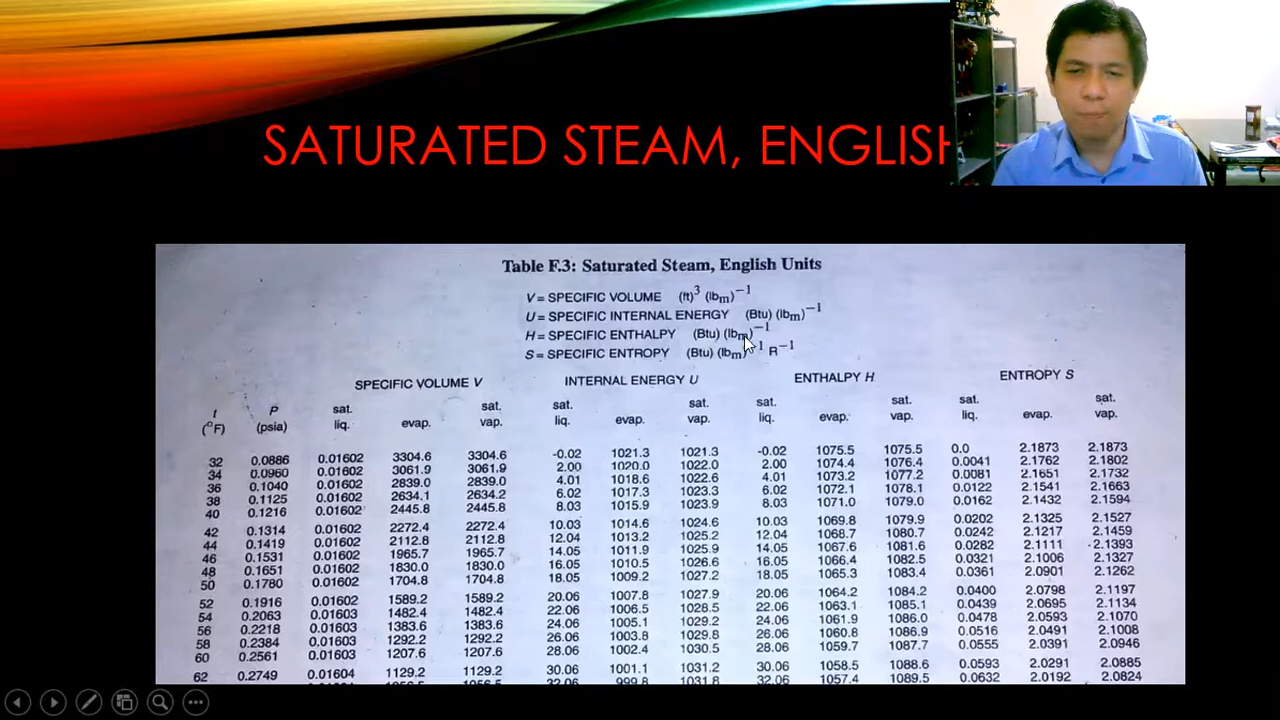 SATURATED STEAM, ENGLISH
Table F.3: Saturated Steam, English Units
V = SPECIFIC VOLUME (ft)³ (lbm)⁻¹
U = SPECIFIC INTERNAL ENERGY (Btu) (lbm)⁻¹
H = SPECIFIC ENTHALPY (Btu) (lbm)⁻¹
S = SPECIFIC ENTROPY (Btu) (lbm)⁻¹ R⁻¹
SPECIFIC VOLUME V INTERNAL ENERGY U ENTHALPY H ENTROPY S
t (°F) P (psia) sat. liq. evap. sat. vap. sat. liq. evap. sat. vap. sat. liq. evap. sat. vap. sat. liq. evap. sat. vap.
32 0.0886 0.01602 3304.6 3304.6 -0.02 1021.3 1021.3 -0.02 1075.5 1075.5 0.0 2.1873 2.1873
34 0.0960 0.01602 3061.9 3061.9 2.00 1020.0 1022.0 2.00 1074.4 1076.4 0.0041 2.1762 2.1802
36 0.1040 0.01602 2839.0 2839.0 4.01 1018.6 1022.6 4.01 1073.2 1077.2 0.0081 2.1651 2.1732
38 0.1125 0.01602 2634.1 2634.2 6.02 1017.3 1023.3 6.02 1072.1 1078.1 0.0122 2.1541 2.1663
40 0.1216 0.01602 2445.8 2445.8 8.03 1015.9 1023.9 8.03 1071.0 1079.0 0.0162 2.1432 2.1594
42 0.1314 0.01602 2272.4 2272.4 10.03 1014.6 1024.6 10.03 1069.8 1079.9 0.0202 2.1325 2.1527
44 0.1419 0.01602 2112.8 2112.8 12.04 1013.2 1025.2 12.04 1068.7 1080.7 0.0242 2.1217 2.1459
46 0.1531 0.01602 1965.7 1965.7 14.05 1011.9 1025.9 14.05 1067.6 1081.6 0.0282 2.1111 2.1393
48 0.1651 0.01602 1830.0 1830.0 16.05 1010.5 1026.6 16.05 1066.4 1082.5 0.0321 2.1006 2.1327
50 0.1780 0.01602 1704.8 1704.8 18.05 1009.2 1027.2 18.05 1065.3 1083.4 0.0361 2.0901 2.1262
52 0.1916 0.01602 1589.2 1589.2 20.06 1007.8 1027.9 20.06 1064.2 1084.2 0.0400 2.0798 2.1197
54 0.2063 0.01603 1482.4 1482.4 22.06 1006.5 1028.5 22.06 1063.1 1085.1 0.0439 2.0695 2.1134
56 0.2218 0.01603 1383.6 1383.6 24.06 1005.1 1029.2 24.06 1061.9 1086.0 0.0478 2.0593 2.1070
58 0.2384 0.01603 1292.2 1292.2 26.06 1003.8 1029.8 26.06 1060.8 1086.9 0.0516 2.0491 2.1008
60 0.2561 0.01603 1207.6 1207.6 28.06 1002.4 1030.5 28.06 1059.7 1087.7 0.0555 2.0391 2.0946
62 0.2749 0.01604 1129.2 1129.2 30.06 1001.1 1031.2 30.06 1058.5 1088.6 0.0593 2.0291 2.0885
32.06 999.8 1031.8 32.06 1057.4 1089.5 0.0632 2.0192 2.0824